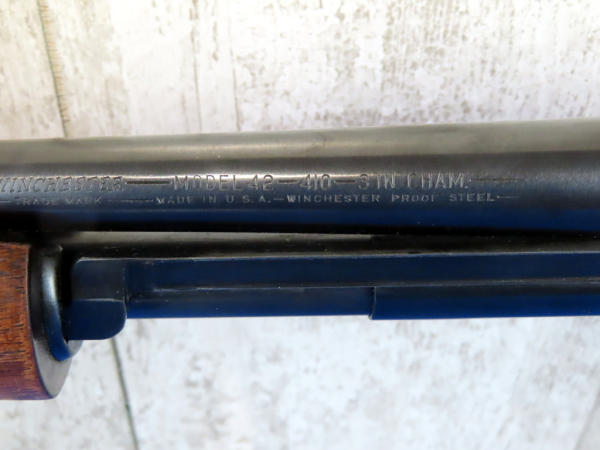 WINCHESTER—MODEL 42—410—3 IN CHAM.—
TRADE MARK —MADE IN U.S.A.—WINCHESTER PROOF STEEL—